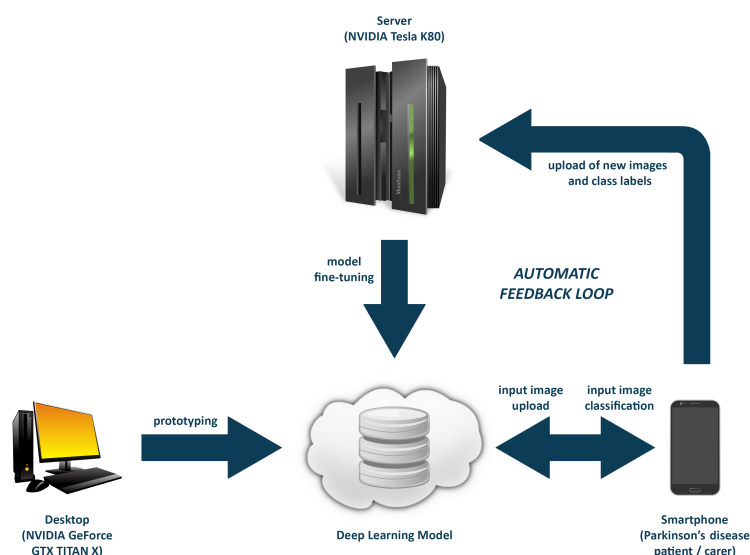 Server
(NVIDIA Tesla K80)
Mainframe
upload of new images
and class labels
model
fine-tuning
AUTOMATIC
FEEDBACK LOOP
input image
upload
input image
classification
prototyping
Desktop
(NVIDIA GeForce
GTX TITAN X)
Deep Learning Model
Smartphone
(Parkinson's disease
patient / carer)